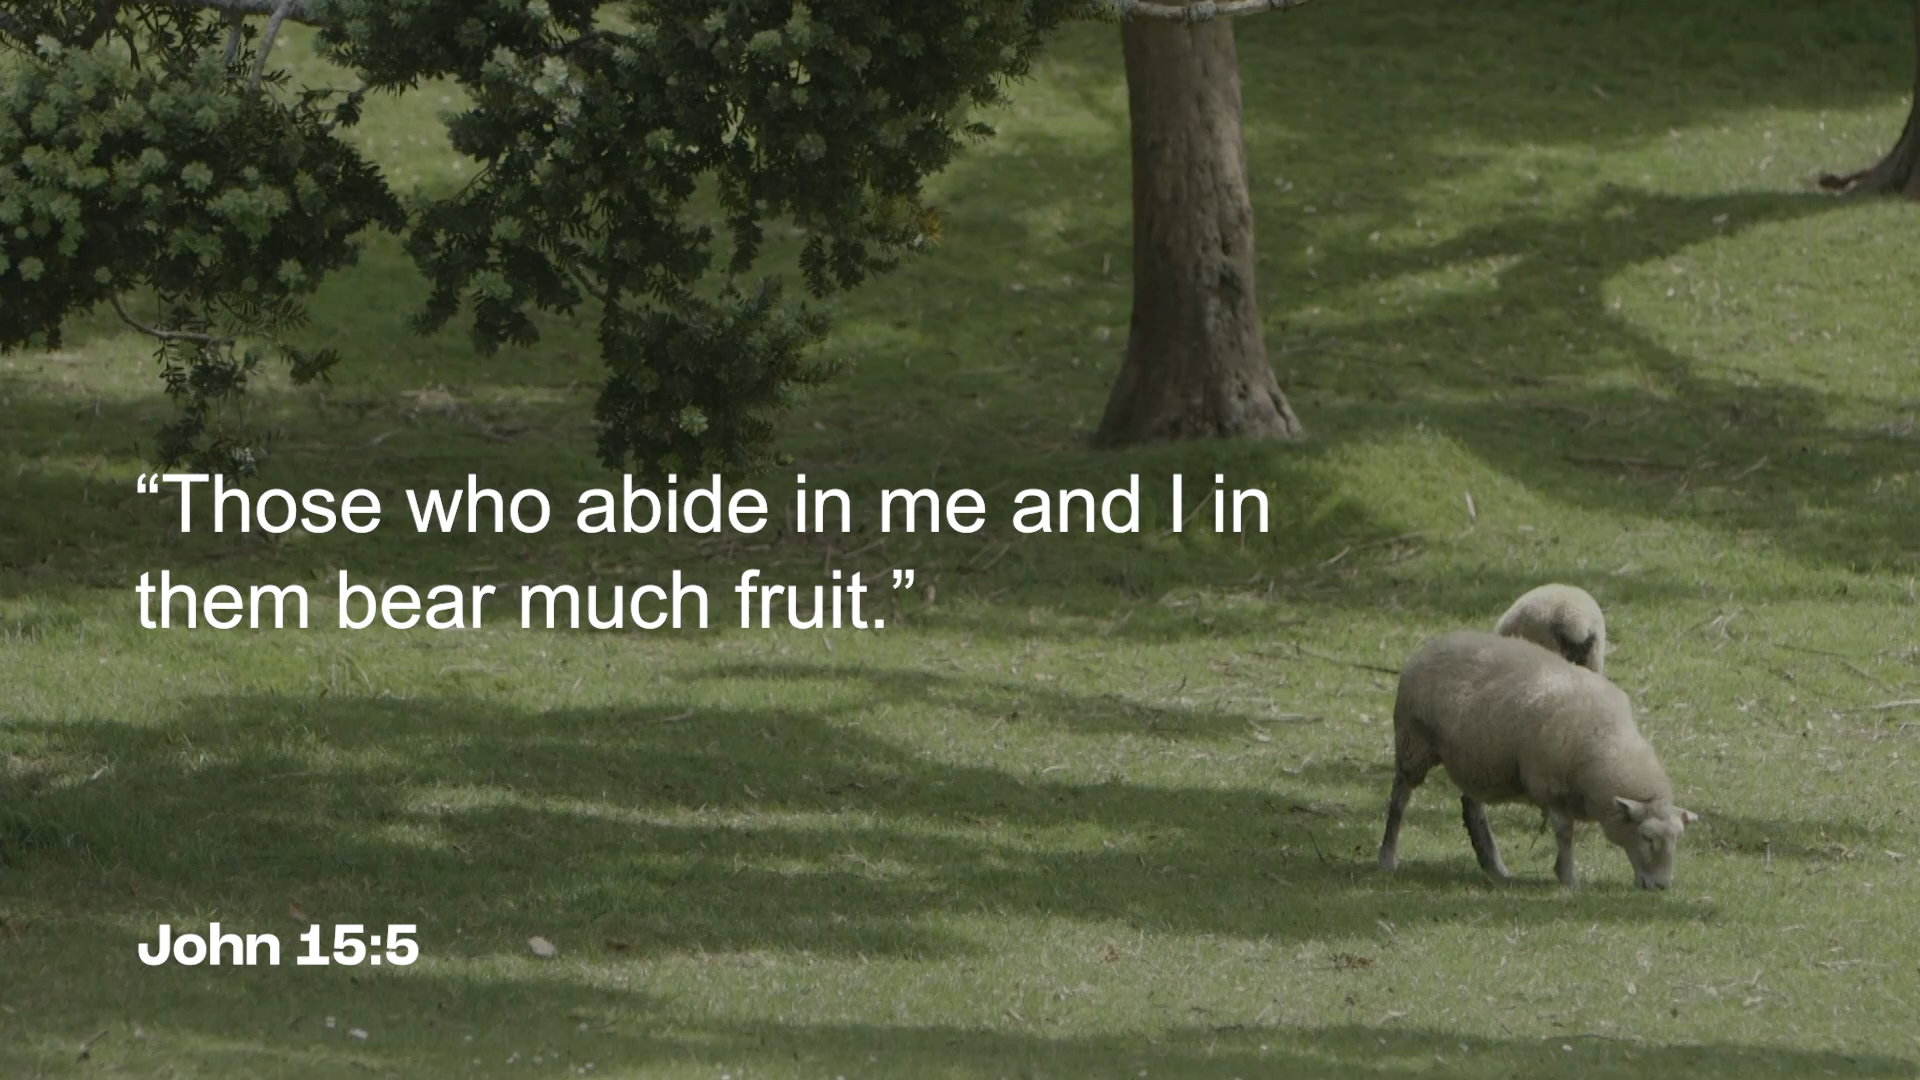 “Those who abide in me and I in
them bear much fruit.”
John 15:5